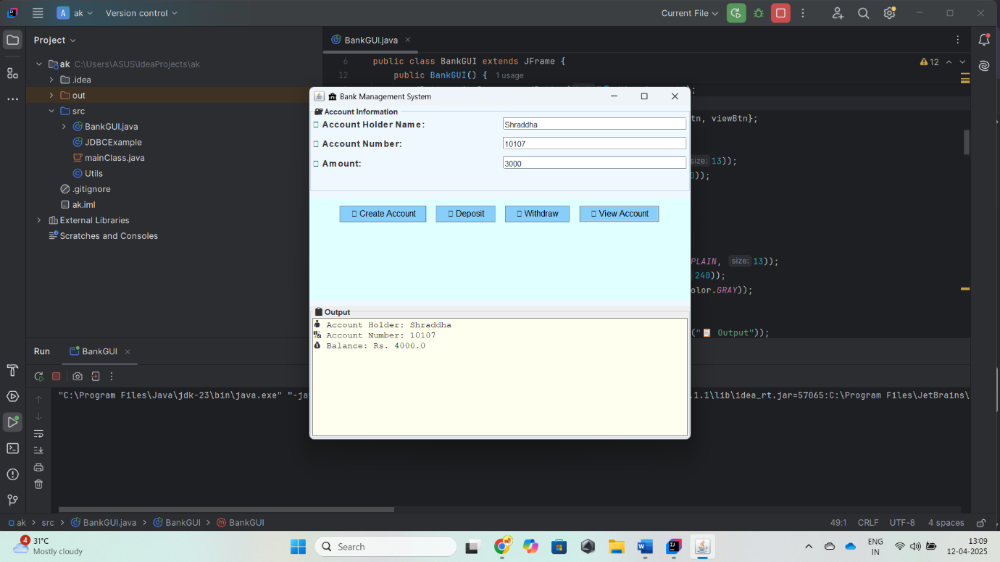 A ak Version control Current File
Project
BankGUI.java
ak C:\Users\ASUS\IdeaProjects\ak
.idea
out
src
BankGUI.java
JDBCExample
mainClass.java
Utils
.gitignore
ak.iml
External Libraries
Scratches and Consoles
6 public class BankGUI extends JFrame {
12 public BankGUI() { 1 usage
12
;
tn, viewBtn};
size: 13));
));
PLAIN, size: 13));
240));
olor.GRAY));
("📋 Output"));
Bank Management System
Account Information
Account Holder Name: Shraddha
Account Number: 10107
Amount: 3000
Create Account Deposit Withdraw View Account
Output
Account Holder: Shraddha
Account Number: 10107
Balance: Rs. 4000.0
Run BankGUI
"C:\Program Files\Java\jdk-23\bin\java.exe" "-ja .1.1\lib\idea_rt.jar=57065:C:\Program Files\JetBrains\
ak > src > BankGUI.java > BankGUI > BankGUI 49:1 CRLF UTF-8 4 spaces
4 31°C
Mostly cloudy
Search
ENG
IN
13:09
12-04-2025